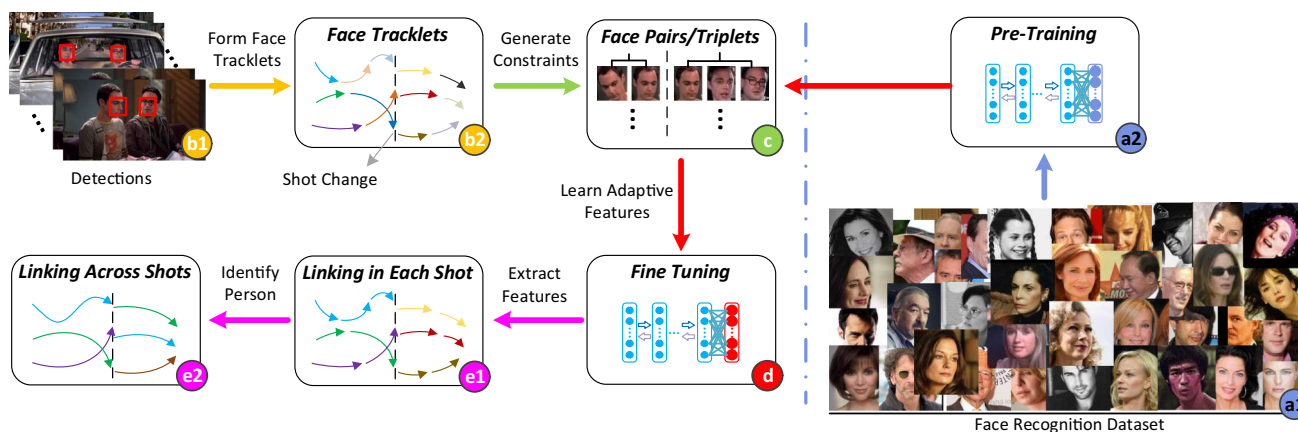 Form Face
Tracklets
Face Tracklets
Generate
Constraints
Face Pairs/Triplets
Pre-Training
b1
b2
c
a2
Detections
Shot Change
Learn Adaptive
Features
Linking Across Shots
Identify
Person
Linking in Each Shot
Extract
Features
Fine Tuning
e2
e1
d
Face Recognition Dataset